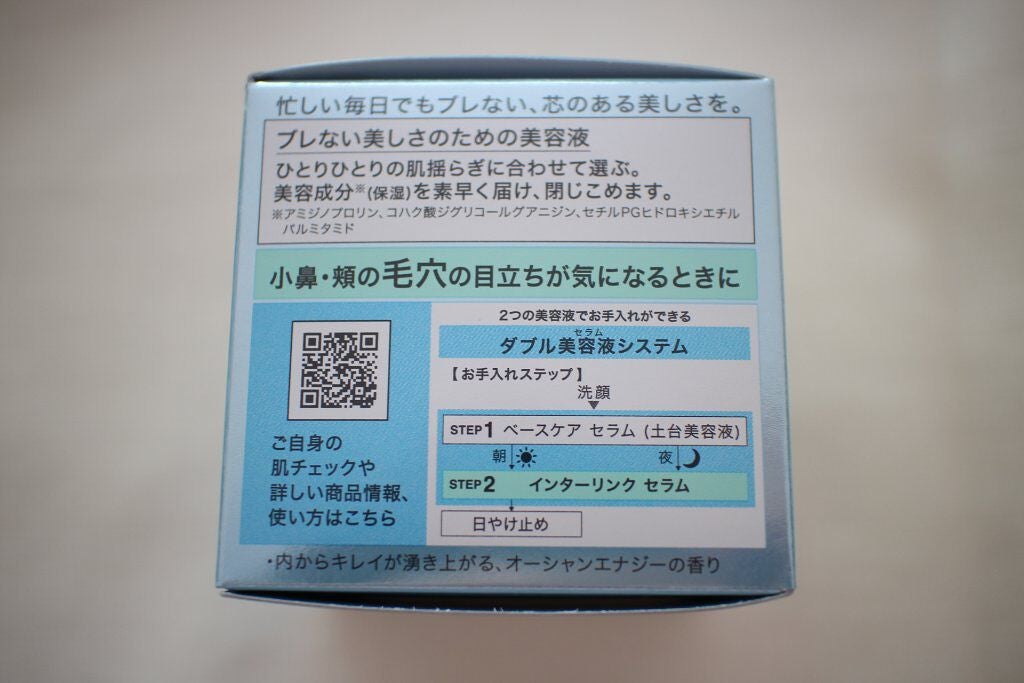 忙しい毎日でもブレない、芯のある美しさを。
ブレない美しさのための美容液
ひとりひとりの肌揺らぎに合わせて選ぶ。
美容成分※(保湿)を素早く届け、閉じこめます。
※アミジノプロリン、コハク酸ジグリコールグアニジン、セチルPGヒドロキシエチル
パルミタミド
小鼻・頬の毛穴の目立ちが気になるときに
ご自身の
肌チェックや
詳しい商品情報、
使い方はこちら
2つの美容液でお手入れができる
セラム
ダブル美容液システム
【お手入れステップ】
洗顔
STEP1 ベースケア セラム (土台美容液)
朝 夜
STEP2 インターリンク セラム
日やけ止め
・内からキレイが湧き上がる、オーシャンエナジーの香り